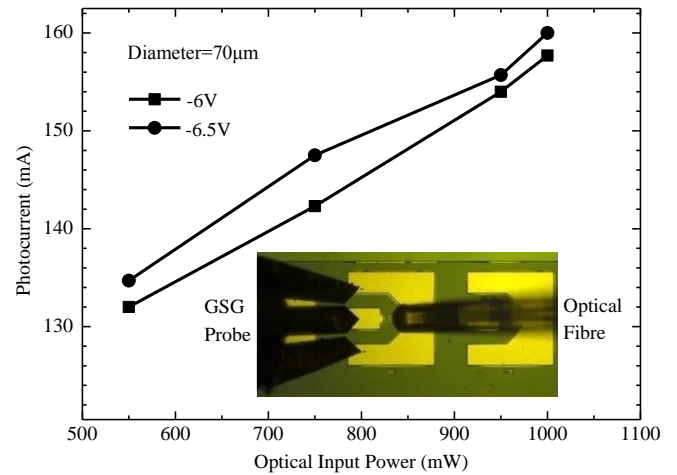 160
150
140
130
Photocurrent (mA)
Diameter=70μm
-6V
-6.5V
GSG
Probe
Optical
Fibre
500 600 700 800 900 1000 1100
Optical Input Power (mW)